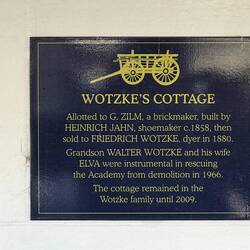 WOTZKE'S COTTAGE
Allotted to G. ZILM, a brickmaker, built by
HEINRICH JAHN, shoemaker c.1858, then
sold to FRIEDRICH WOTZKE, dyer in 1880.
Grandson WALTER WOTZKE and his wife
ELVA were instrumental in rescuing
the Academy from demolition in 1966.
The cottage remained in the
Wotzke family until 2009.